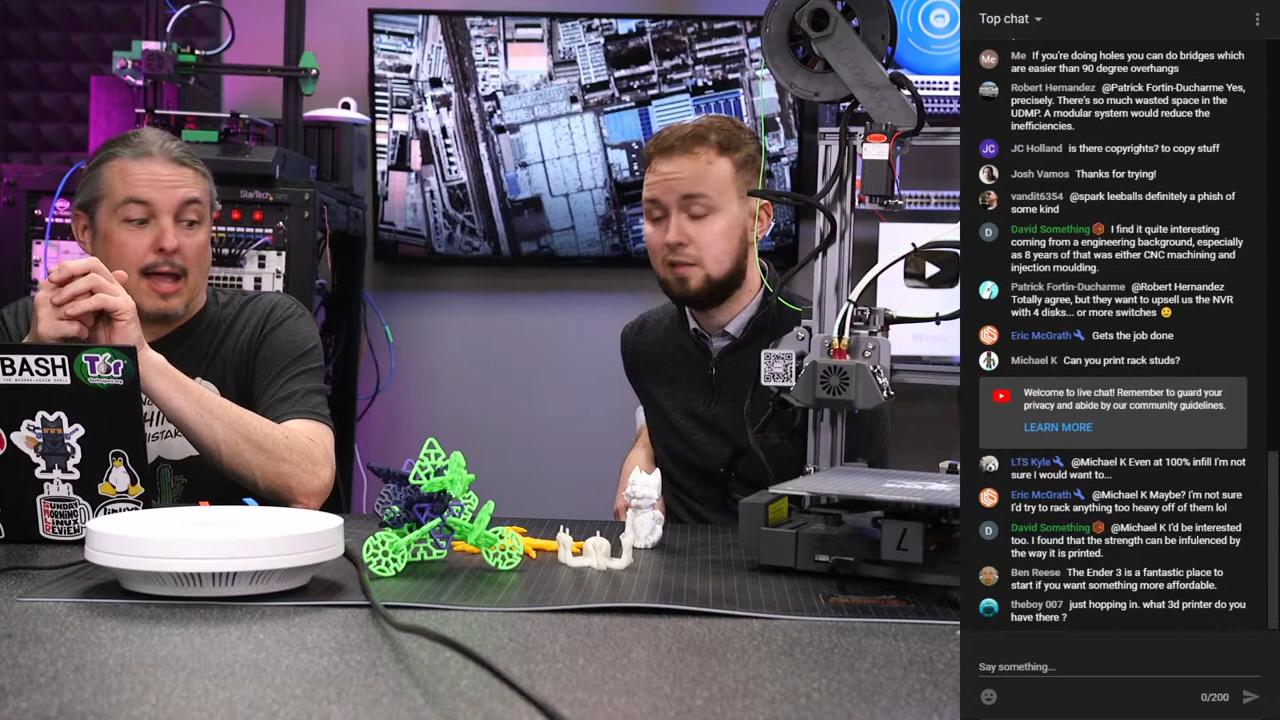 StarTech
BASH
THE BOURNE-AGAIN SHELL
Tor
SUNDAY
MORNING
LINUX
REVIEW
L
Top chat
Me If you're doing holes you can do bridges which
are easier than 90 degree overhangs
Robert Hernandez @Patrick Fortin-Ducharme Yes,
precisely. There's so much wasted space in the
UDMP. A modular system would reduce the
inefficiencies.
JC JC Holland is there copyrights? to copy stuff
Josh Vamos Thanks for trying!
vandit6354 @spark leeballs definitely a phish of
some kind
D David Something I find it quite interesting
coming from a engineering background, especially
as 8 years of that was either CNC machining and
injection moulding.
Patrick Fortin-Ducharme @Robert Hernandez
Totally agree, but they want to upsell us the NVR
with 4 disks... or more switches
Eric McGrath Gets the job done
Michael K Can you print rack studs?
Welcome to live chat! Remember to guard your
privacy and abide by our community guidelines.
LEARN MORE
LTS Kyle @Michael K Even at 100% infill I'm not
sure I would want to...
Eric McGrath @Michael K Maybe? I'm not sure
I'd try to rack anything too heavy off of them lol
D David Something @Michael K I'd be interested
too. I found that the strength can be infulenced by
the way it is printed.
Ben Reese The Ender 3 is a fantastic place to
start if you want something more affordable.
theboy 007 just hopping in. what 3d printer do you
have there ?
Say something...
0/200